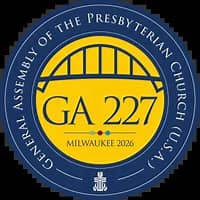 GENERAL ASSEMBLY OF THE PRESBYTERIAN CHURCH (U.S.A.)
GA 227
MILWAUKEE 2026